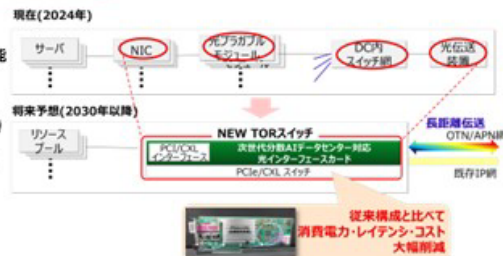 現在(2024年)
サーバ
NIC
光プラガブル
モジュール
DC内
スイッチ網
光伝送
装置
能
将来予想(2030年以降)
リソース
プール
NEW TORスイッチ
PCI/CXL
インターフェース
次世代分散AIデータセンター対応
光インターフェースカード
PCIe/CXL スイッチ
長距離伝送
OTN/APN網
既存IP網
従来構成と比べて
消費電力・レイテンシ・コスト
大幅削減